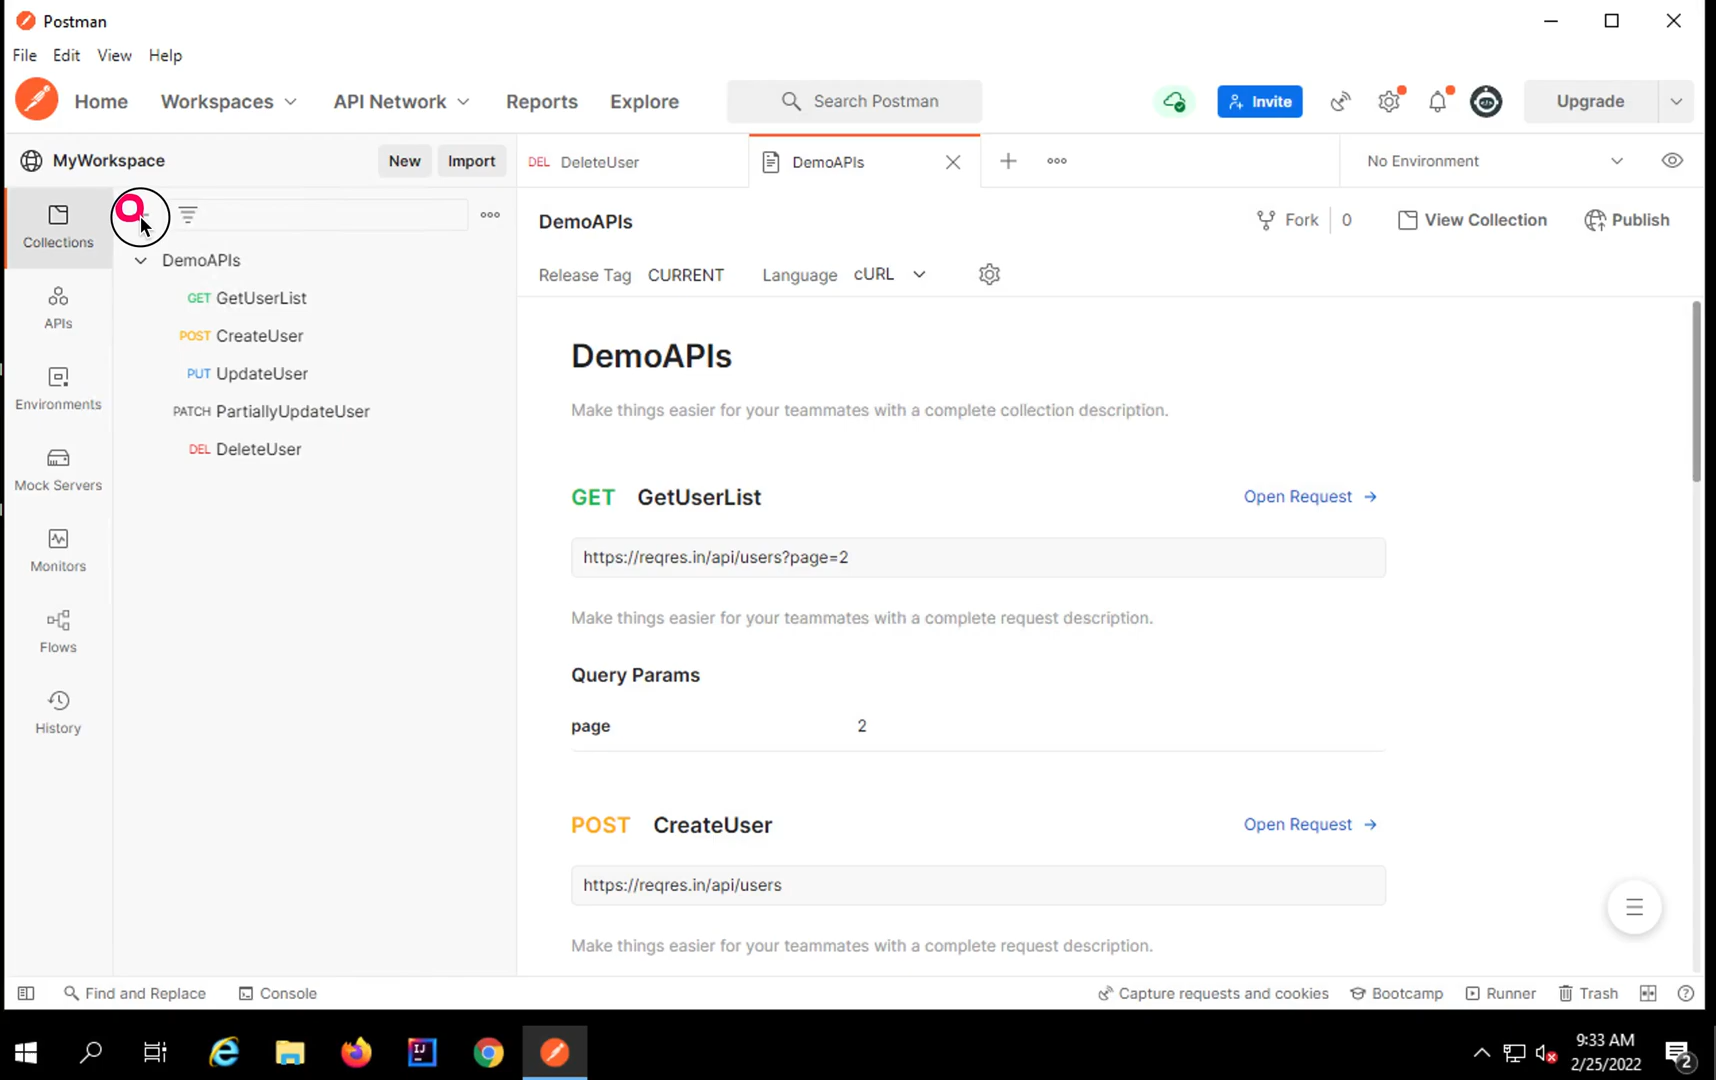 Postman
File Edit View Help
Home Workspaces API Network Reports Explore Search Postman Invite Upgrade
MyWorkspace New Import DEL DeleteUser DemoAPIs No Environment
Collections
APIs
Environments
Mock Servers
Monitors
Flows
History
DemoAPIs
GET GetUserList
POST CreateUser
PUT UpdateUser
PATCH PartiallyUpdateUser
DEL DeleteUser
DemoAPIs Fork 0 View Collection Publish
Release Tag CURRENT Language cURL
DemoAPIs
Make things easier for your teammates with a complete collection description.
GET GetUserList Open Request →
https://reqres.in/api/users?page=2
Make things easier for your teammates with a complete request description.
Query Params
page 2
POST CreateUser Open Request →
https://reqres.in/api/users
Make things easier for your teammates with a complete request description.
Find and Replace Console Capture requests and cookies Bootcamp Runner Trash
IJ
9:33 AM
2/25/2022
2